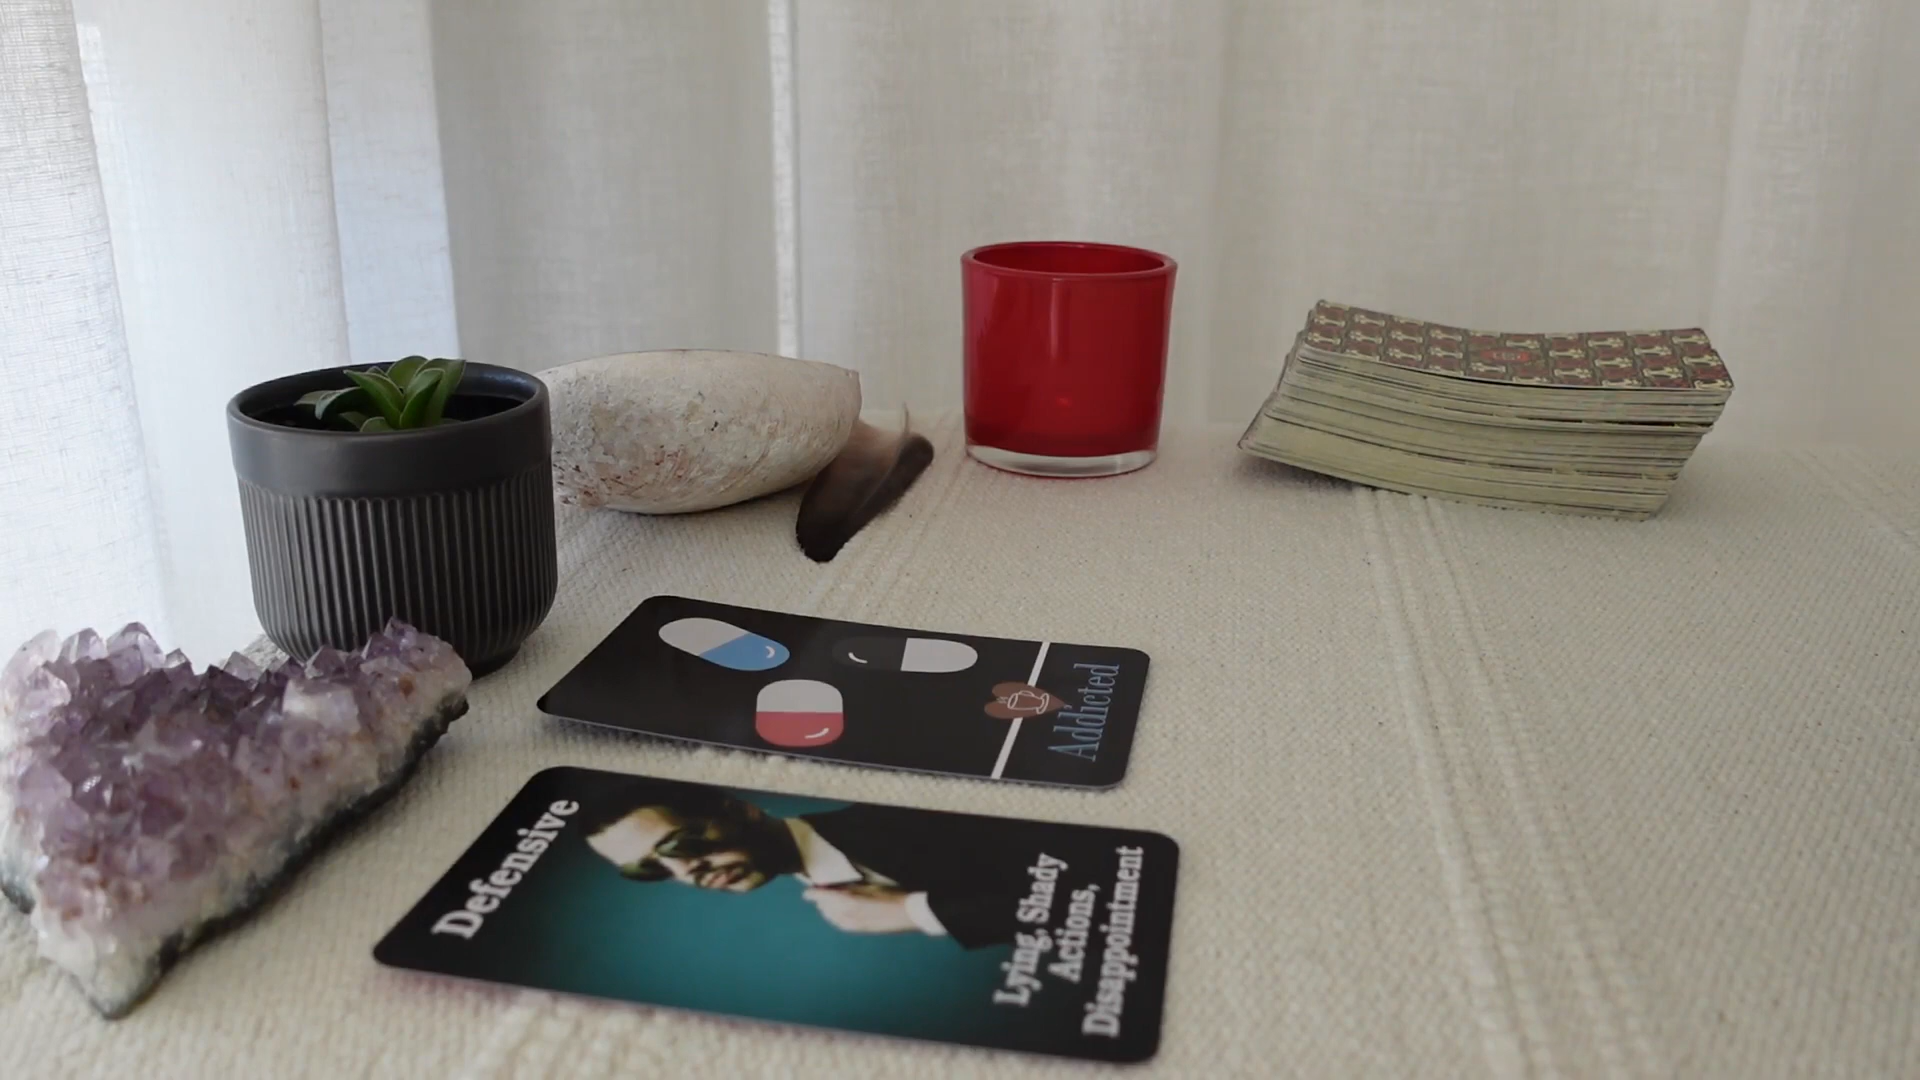 Addicted
Defensive
Lying, Shady
Actions,
Disappointment